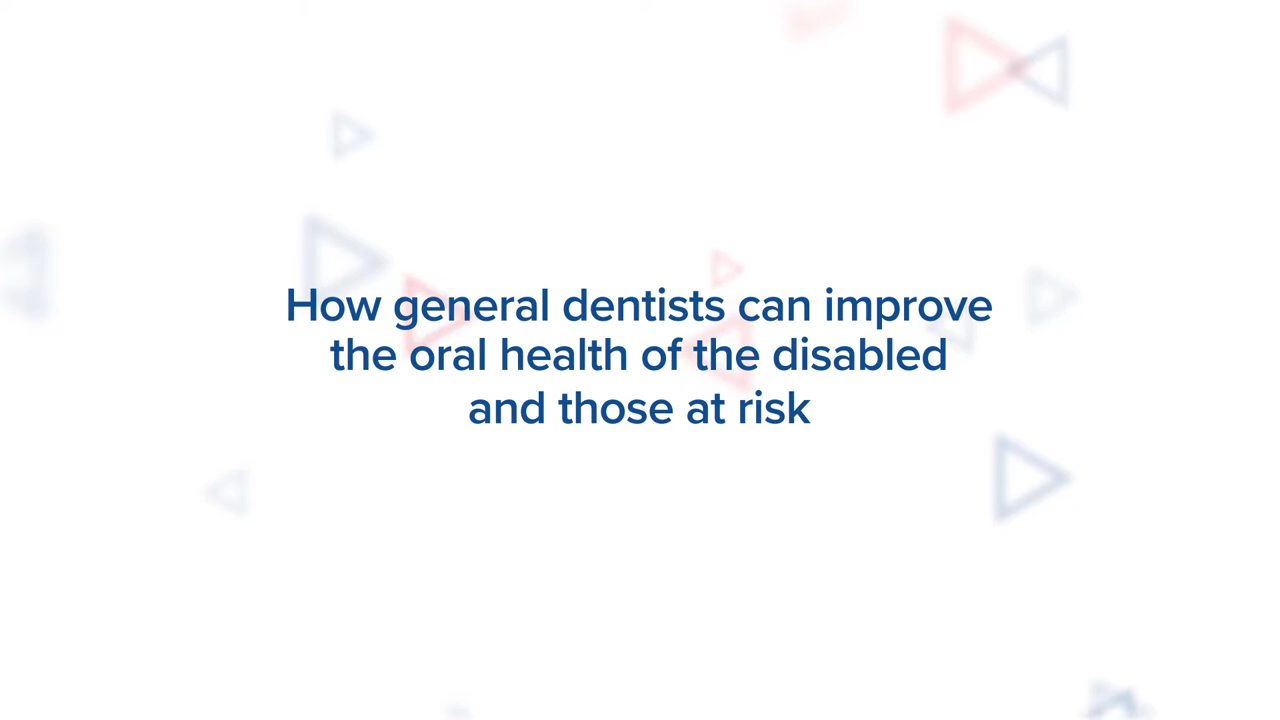 How general dentists can improve
the oral health of the disabled
and those at risk